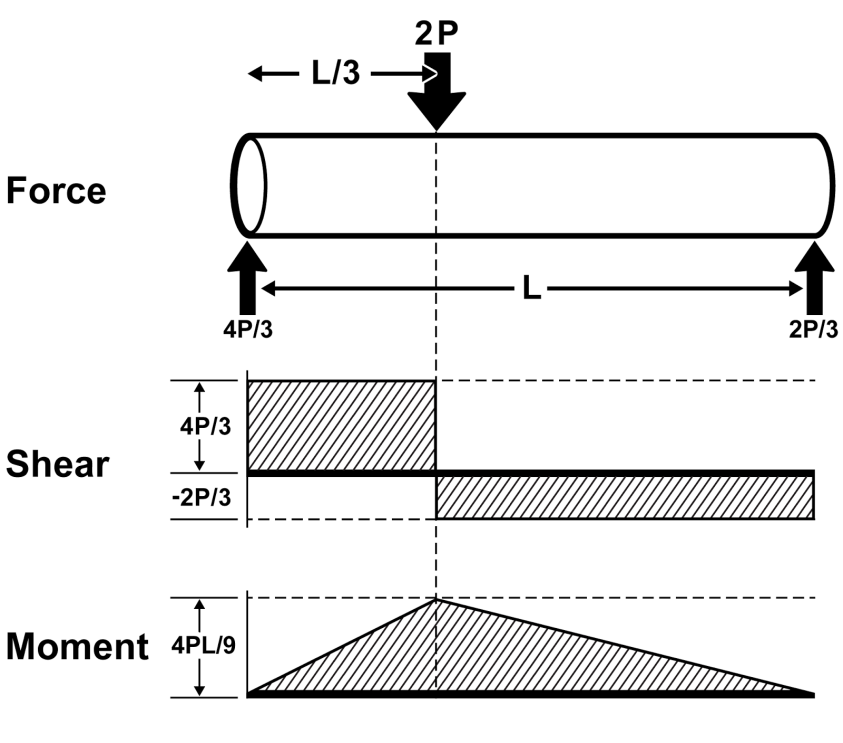 2P
L/3
Force
L
4P/3
2P/3
4P/3
Shear
-2P/3
Moment
4PL/9